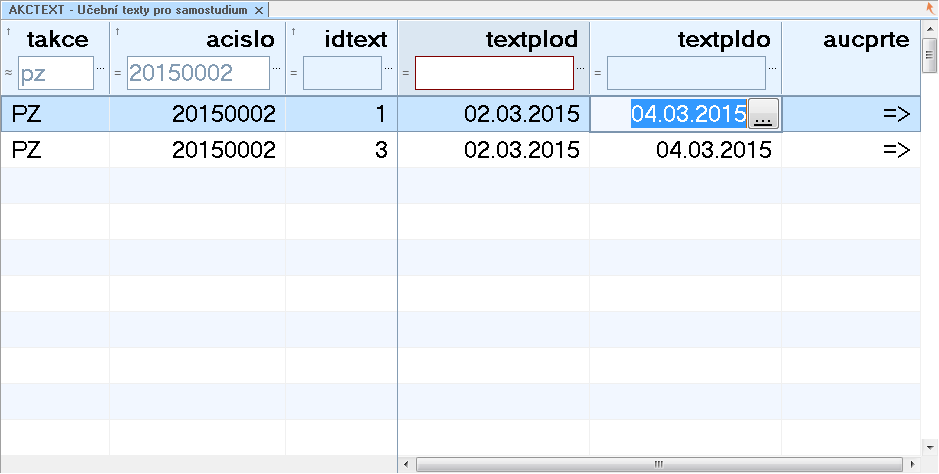 AKCTEXT - Učební texty pro samostudium ×
↑ takce ↑ acislo ↑ idtext textplod textpldo aucprte
≈ pz ... = 20150002 ... = ... = ... = ...
PZ 20150002 1 02.03.2015 04.03.2015 ... =>
PZ 20150002 3 02.03.2015 04.03.2015 =>